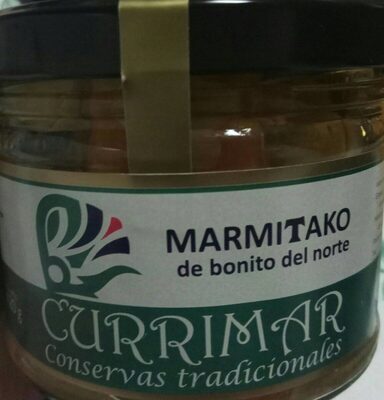 MARMITAKO
de bonito del norte
CURRIMAR
Conservas tradicionales